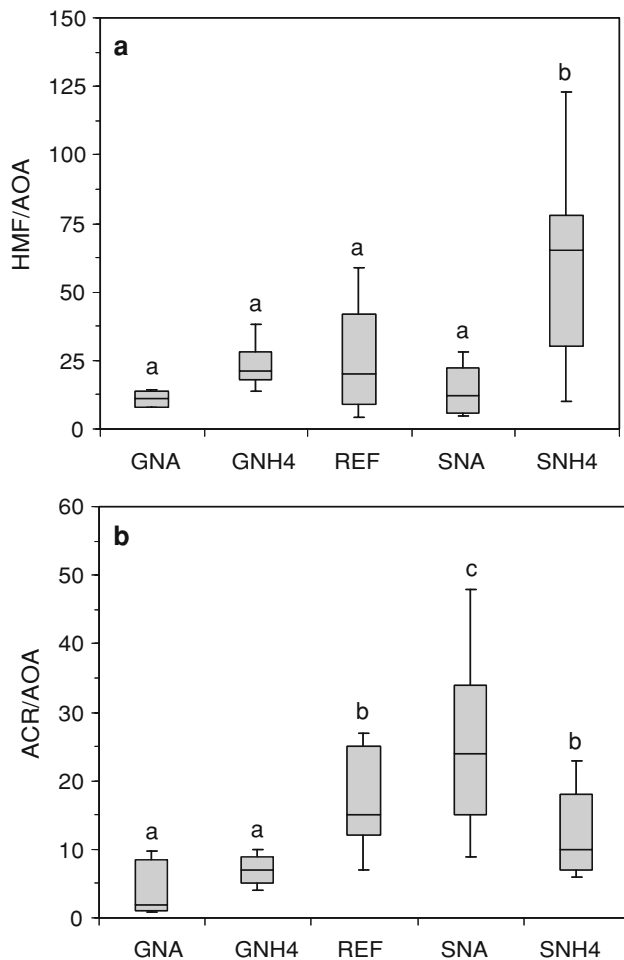 150
a
b
125
100
HMF/AOA
75
a
a
50
a
a
25
0
GNA GNH4 REF SNA SNH4
60
b
c
50
40
ACR/AOA
b
30
b
20
a a
10
0
GNA GNH4 REF SNA SNH4